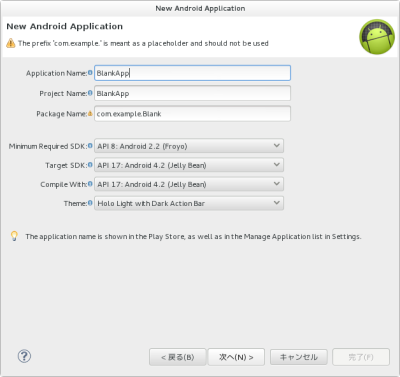 New Android Application
New Android Application
The prefix 'com.example.' is meant as a placeholder and should not be used
Application Name: BlankApp
Project Name: BlankApp
Package Name: com.example.Blank
Minimum Required SDK: API 8: Android 2.2 (Froyo)
Target SDK: API 17: Android 4.2 (Jelly Bean)
Compile With: API 17: Android 4.2 (Jelly Bean)
Theme: Holo Light with Dark Action Bar
The application name is shown in the Play Store, as well as in the Manage Application list in Settings.
? < 戻る(B) 次へ(N) > キャンセル 完了(F)